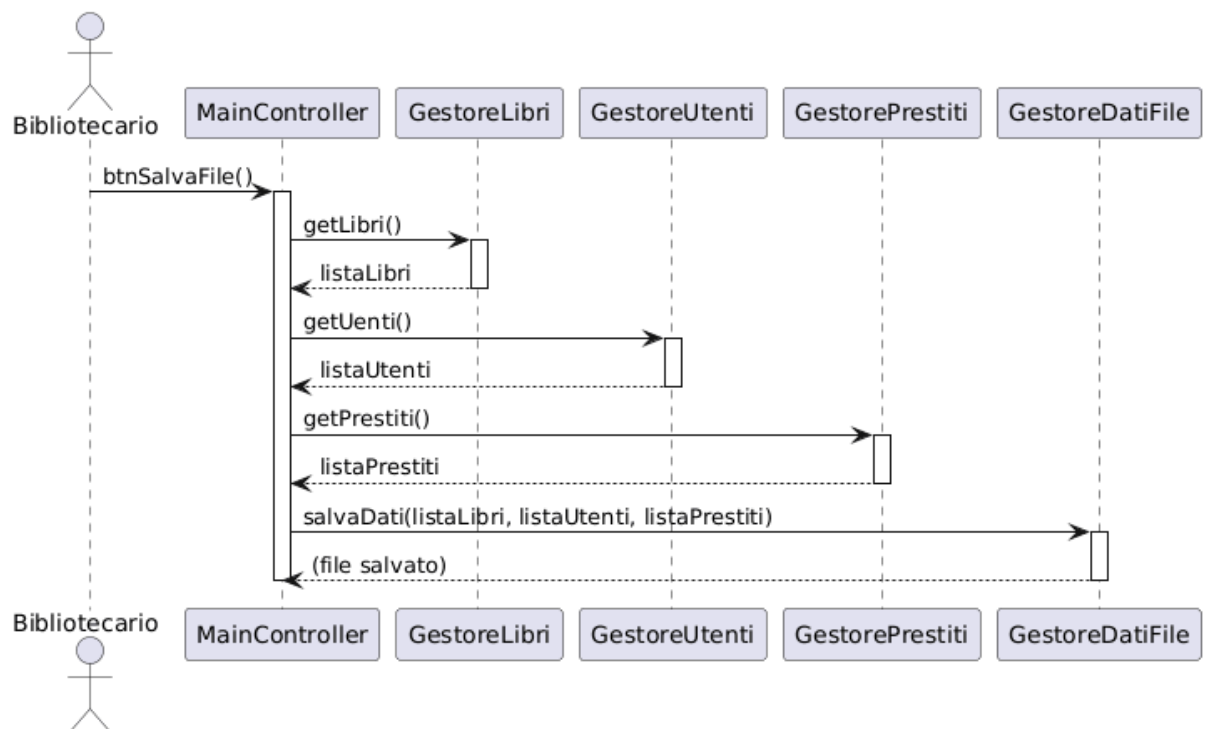 Bibliotecario
MainController
GestoreLibri
GestoreUtenti
GestorePrestiti
GestoreDatiFile
btnSalvaFile()
getLibri()
listaLibri
getUenti()
listaUtenti
getPrestiti()
listaPrestiti
salvaDati(listaLibri, listaUtenti, listaPrestiti)
(file salvato)
Bibliotecario
MainController
GestoreLibri
GestoreUtenti
GestorePrestiti
GestoreDatiFile